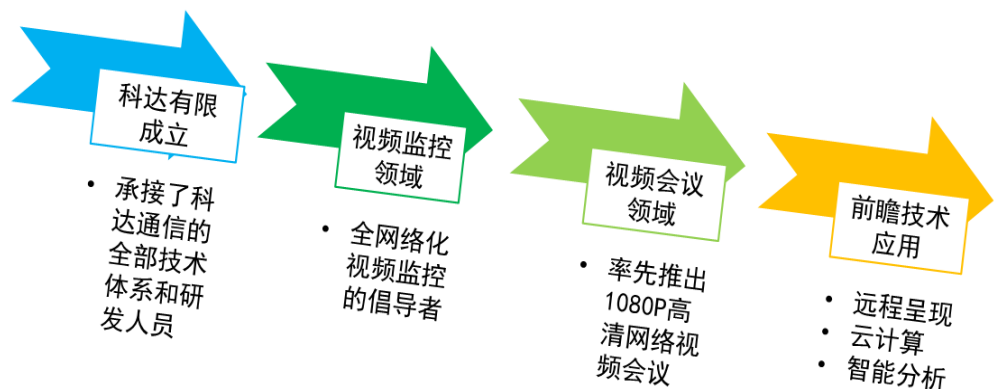 科达有限
成立
• 承接了科
达通信的
全部技术
体系和研
发人员
视频监控
领域
• 全网络化
视频监控
的倡导者
视频会议
领域
• 率先推出
1080P高
清网络视
频会议
前瞻技术
应用
• 远程呈现
• 云计算
• 智能分析